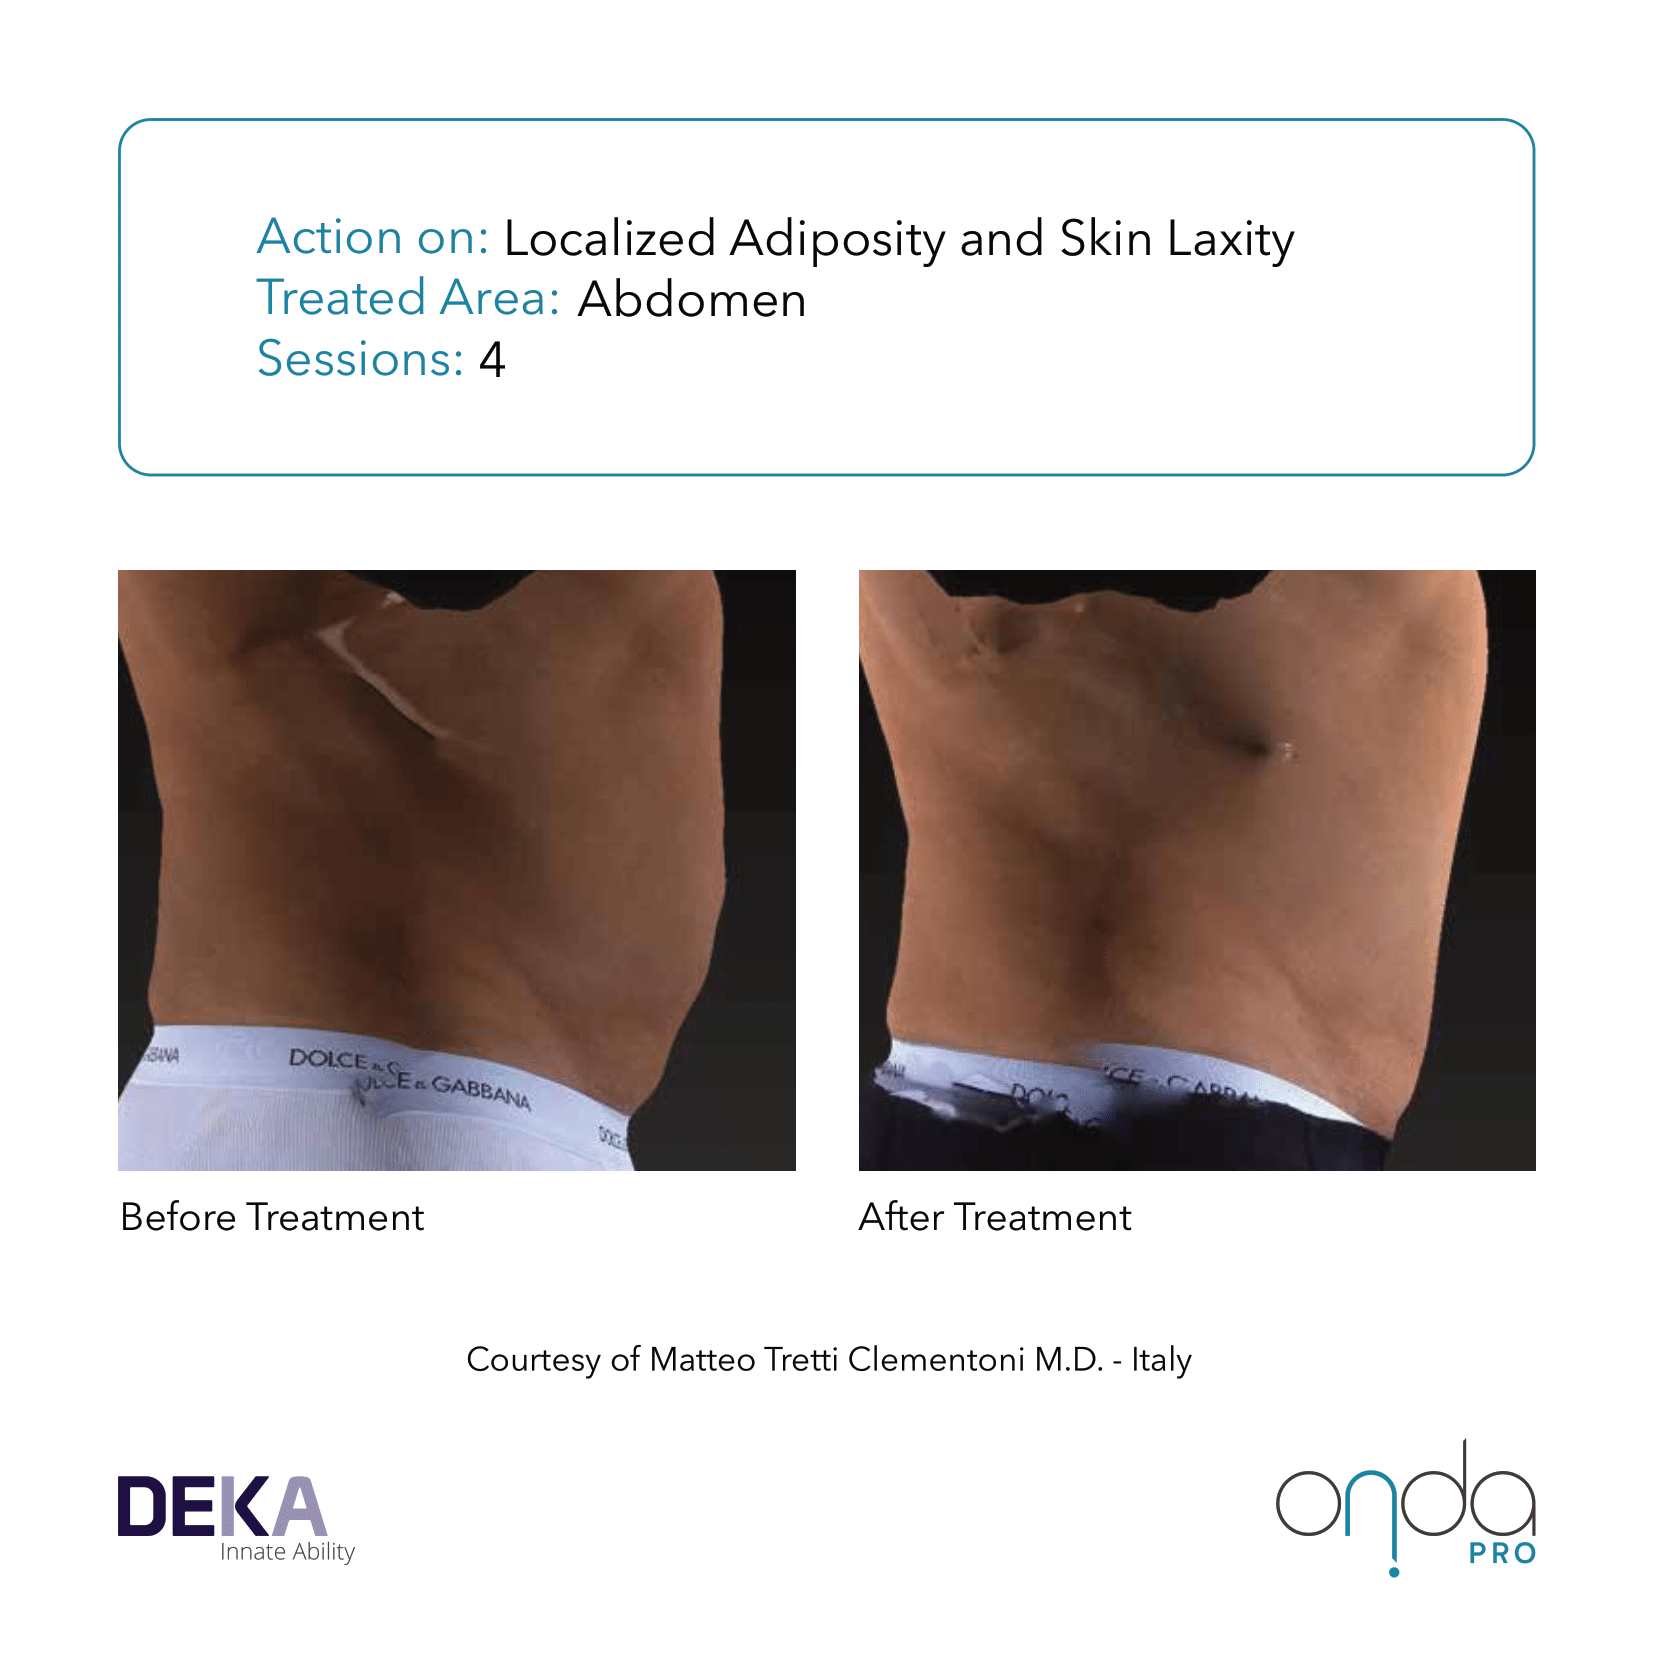 Action on: Localized Adiposity and Skin Laxity
Treated Area: Abdomen
Sessions: 4
DOLCE &
CE & GABBANA
Before Treatment
After Treatment
Courtesy of Matteo Tretti Clementoni M.D. - Italy
DEKA
Innate Ability
onda
PRO